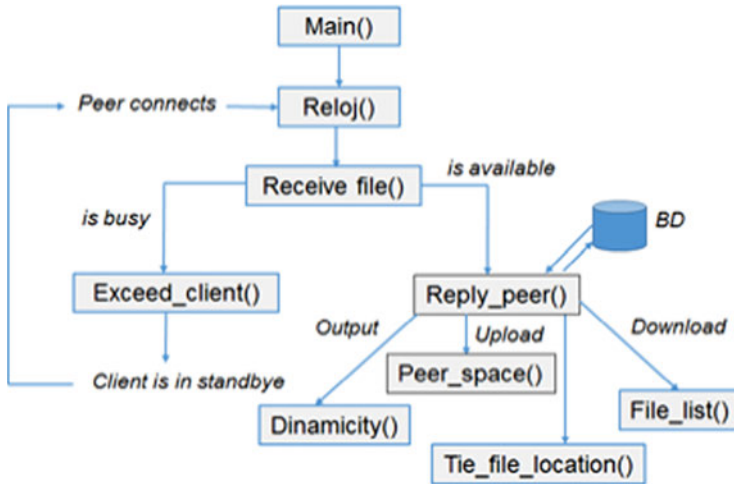 Main()
Peer connects
Reloj()
Receive file()
is available
is busy
BD
Exceed_client()
Reply_peer()
Output
Upload
Download
Client is in standbye
Peer_space()
Dinamicity()
File_list()
Tie_file_location()